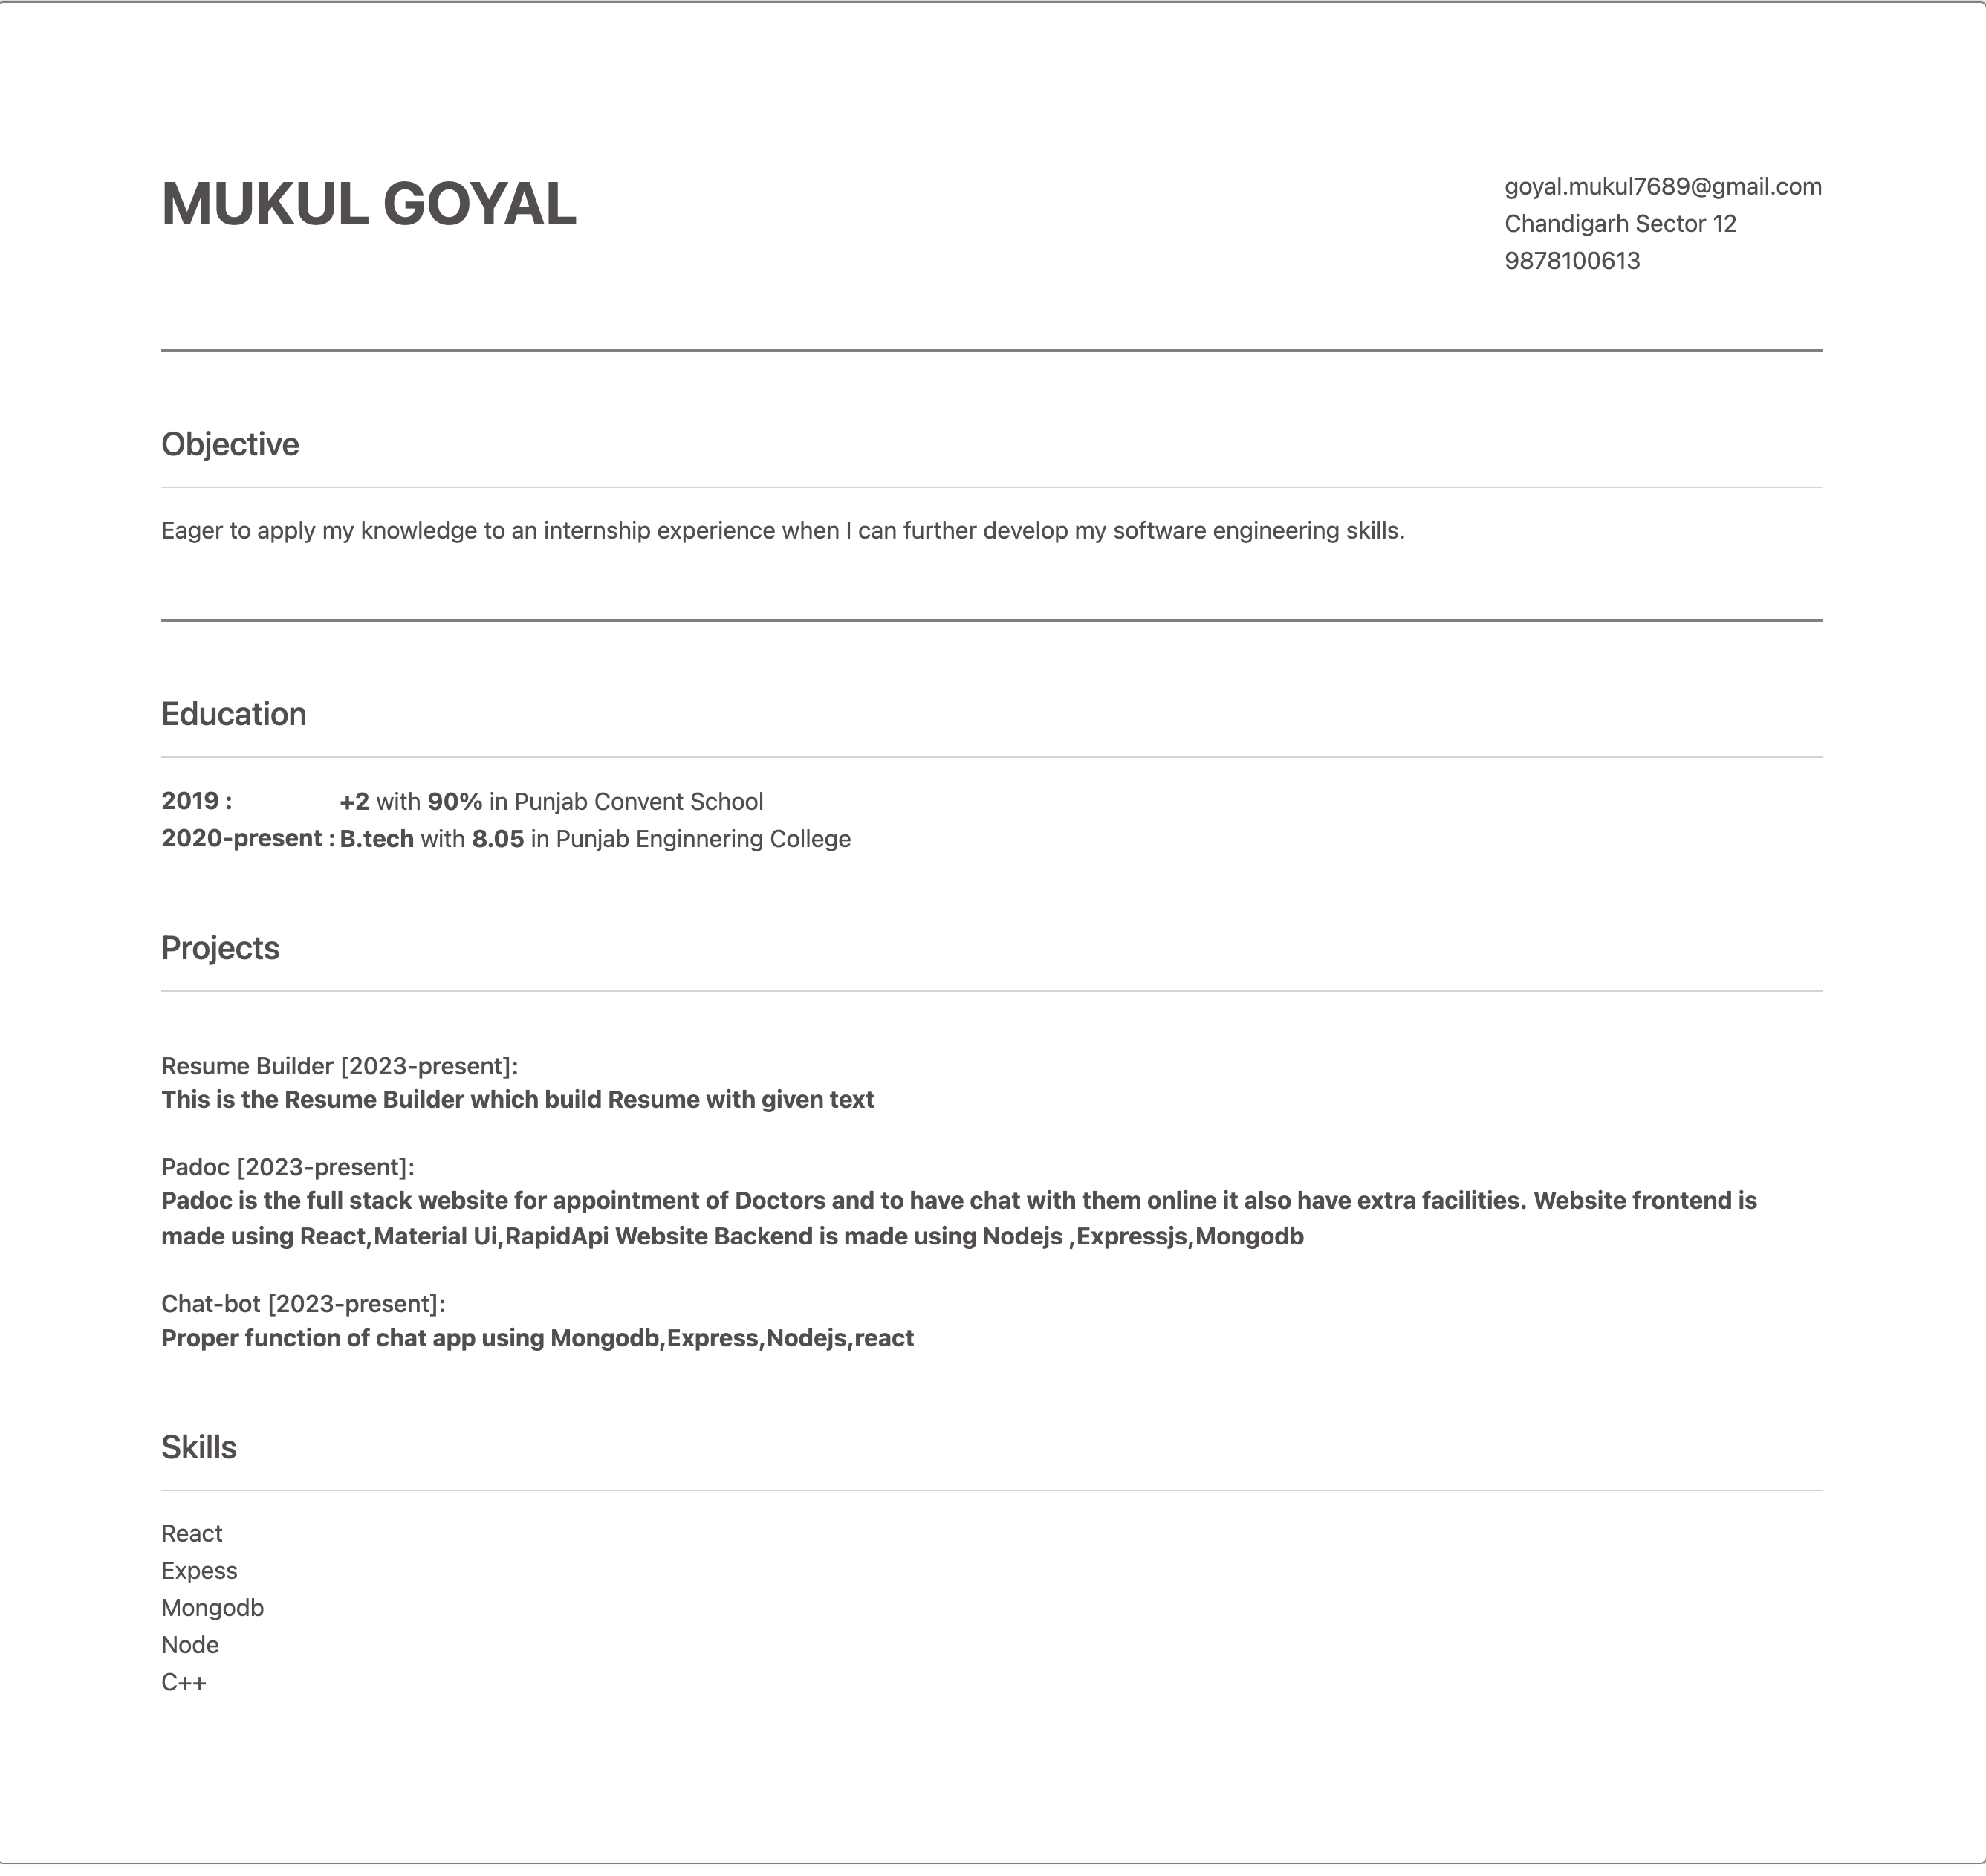 MUKUL GOYAL
goyal.mukul7689@gmail.com
Chandigarh Sector 12
9878100613
Objective
Eager to apply my knowledge to an internship experience when I can further develop my software engineering skills.
Education
2019 : +2 with 90% in Punjab Convent School
2020-present : B.tech with 8.05 in Punjab Enginnering College
Projects
Resume Builder [2023-present]:
This is the Resume Builder which build Resume with given text
Padoc [2023-present]:
Padoc is the full stack website for appointment of Doctors and to have chat with them online it also have extra facilities. Website frontend is
made using React,Material Ui,RapidApi Website Backend is made using Nodejs ,Expressjs,Mongodb
Chat-bot [2023-present]:
Proper function of chat app using Mongodb,Express,Nodejs,react
Skills
React
Expess
Mongodb
Node
C++